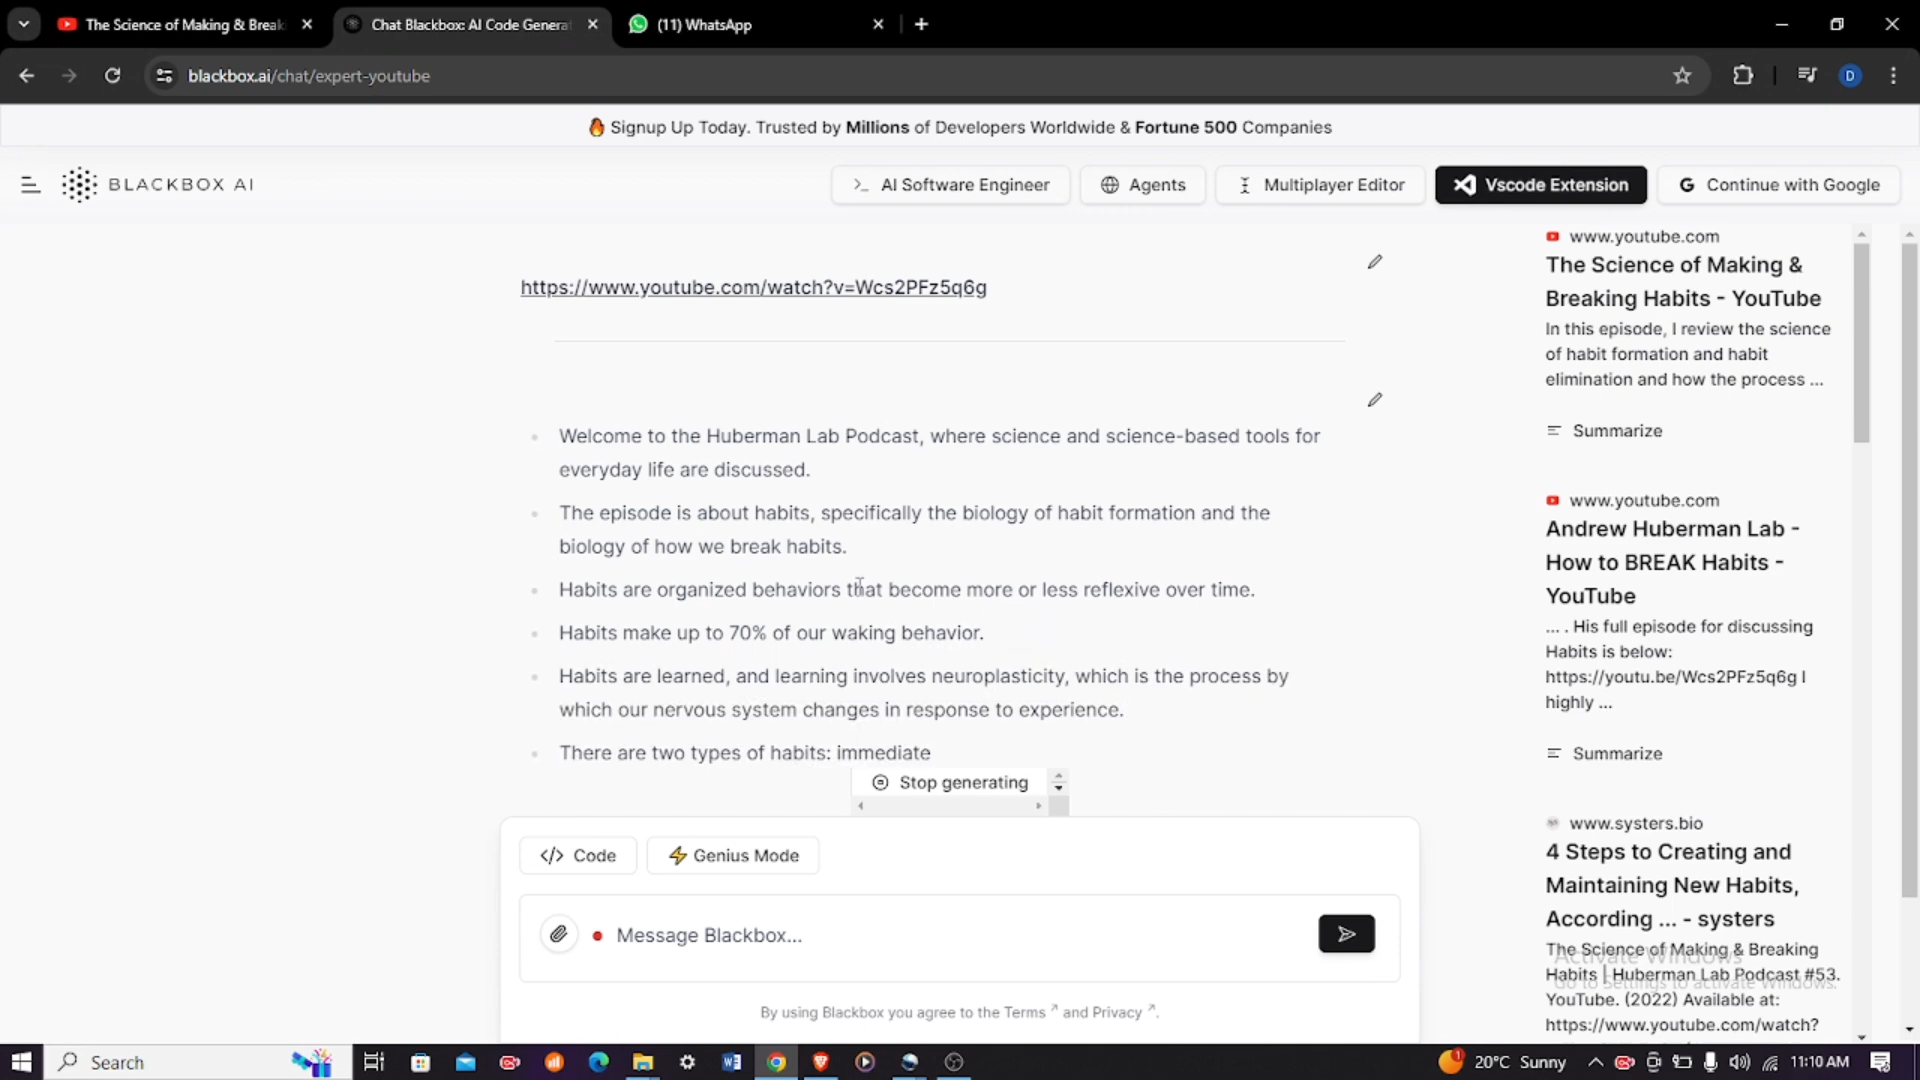 The Science of Making & Break
Chat Blackbox: AI Code Genera
(11) WhatsApp
blackbox.ai/chat/expert-youtube
D
🔥 Signup Up Today. Trusted by Millions of Developers Worldwide & Fortune 500 Companies
BLACKBOX AI
AI Software Engineer
Agents
Multiplayer Editor
Vscode Extension
G Continue with Google
https://www.youtube.com/watch?v=Wcs2PFz5q6g
Welcome to the Huberman Lab Podcast, where science and science-based tools for
everyday life are discussed.
The episode is about habits, specifically the biology of habit formation and the
biology of how we break habits.
Habits are organized behaviors that become more or less reflexive over time.
Habits make up to 70% of our waking behavior.
Habits are learned, and learning involves neuroplasticity, which is the process by
which our nervous system changes in response to experience.
There are two types of habits: immediate
Stop generating
</> Code
Genius Mode
Message Blackbox...
By using Blackbox you agree to the Terms ↗ and Privacy ↗.
www.youtube.com
The Science of Making &
Breaking Habits - YouTube
In this episode, I review the science
of habit formation and habit
elimination and how the process ...
Summarize
www.youtube.com
Andrew Huberman Lab -
How to BREAK Habits -
YouTube
... . His full episode for discussing
Habits is below:
https://youtu.be/Wcs2PFz5q6g I
highly ...
Summarize
www.systers.bio
4 Steps to Creating and
Maintaining New Habits,
According ... - systers
The Science of Making & Breaking
Habits | Huberman Lab Podcast #53.
YouTube. (2022) Available at:
https://www.youtube.com/watch?
Activate Windows
Go to Settings to activate Windows.
Search
1
20°C Sunny
11:10 AM